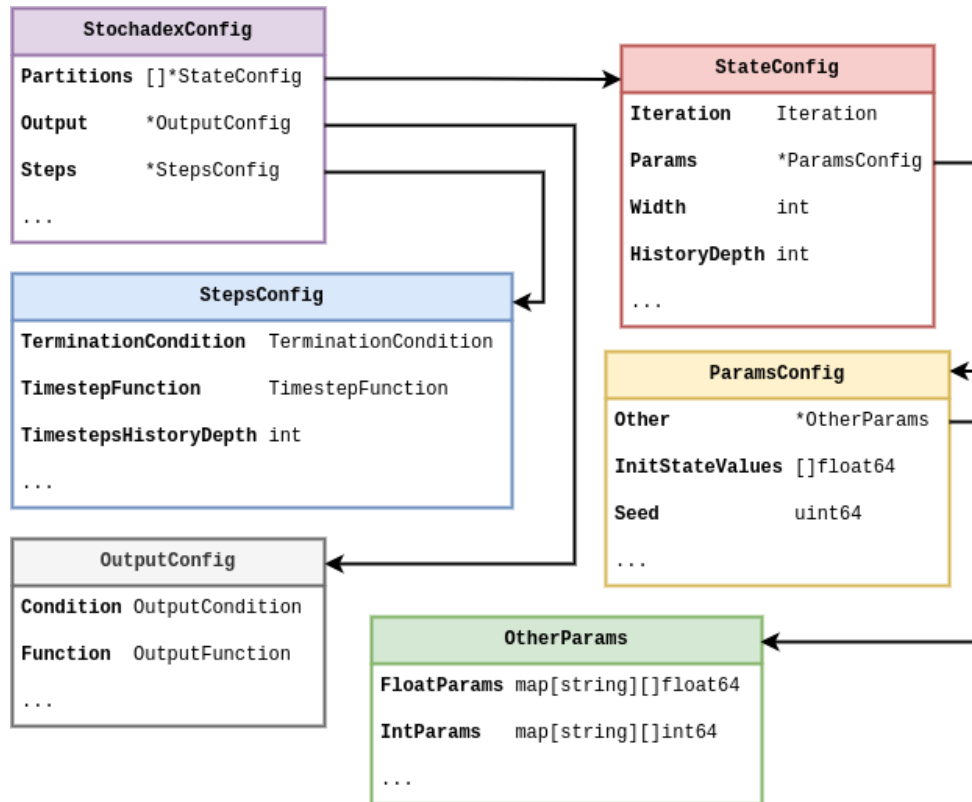 StochadexConfig
Partitions []*StateConfig
Output *OutputConfig
Steps *StepsConfig
...
StateConfig
Iteration Iteration
Params *ParamsConfig
Width int
HistoryDepth int
...
StepsConfig
TerminationCondition TerminationCondition
TimestepFunction TimestepFunction
TimestepsHistoryDepth int
...
ParamsConfig
Other *OtherParams
InitStateValues []float64
Seed uint64
...
OutputConfig
Condition OutputCondition
Function OutputFunction
...
OtherParams
FloatParams map[string][]float64
IntParams map[string][]int64
...